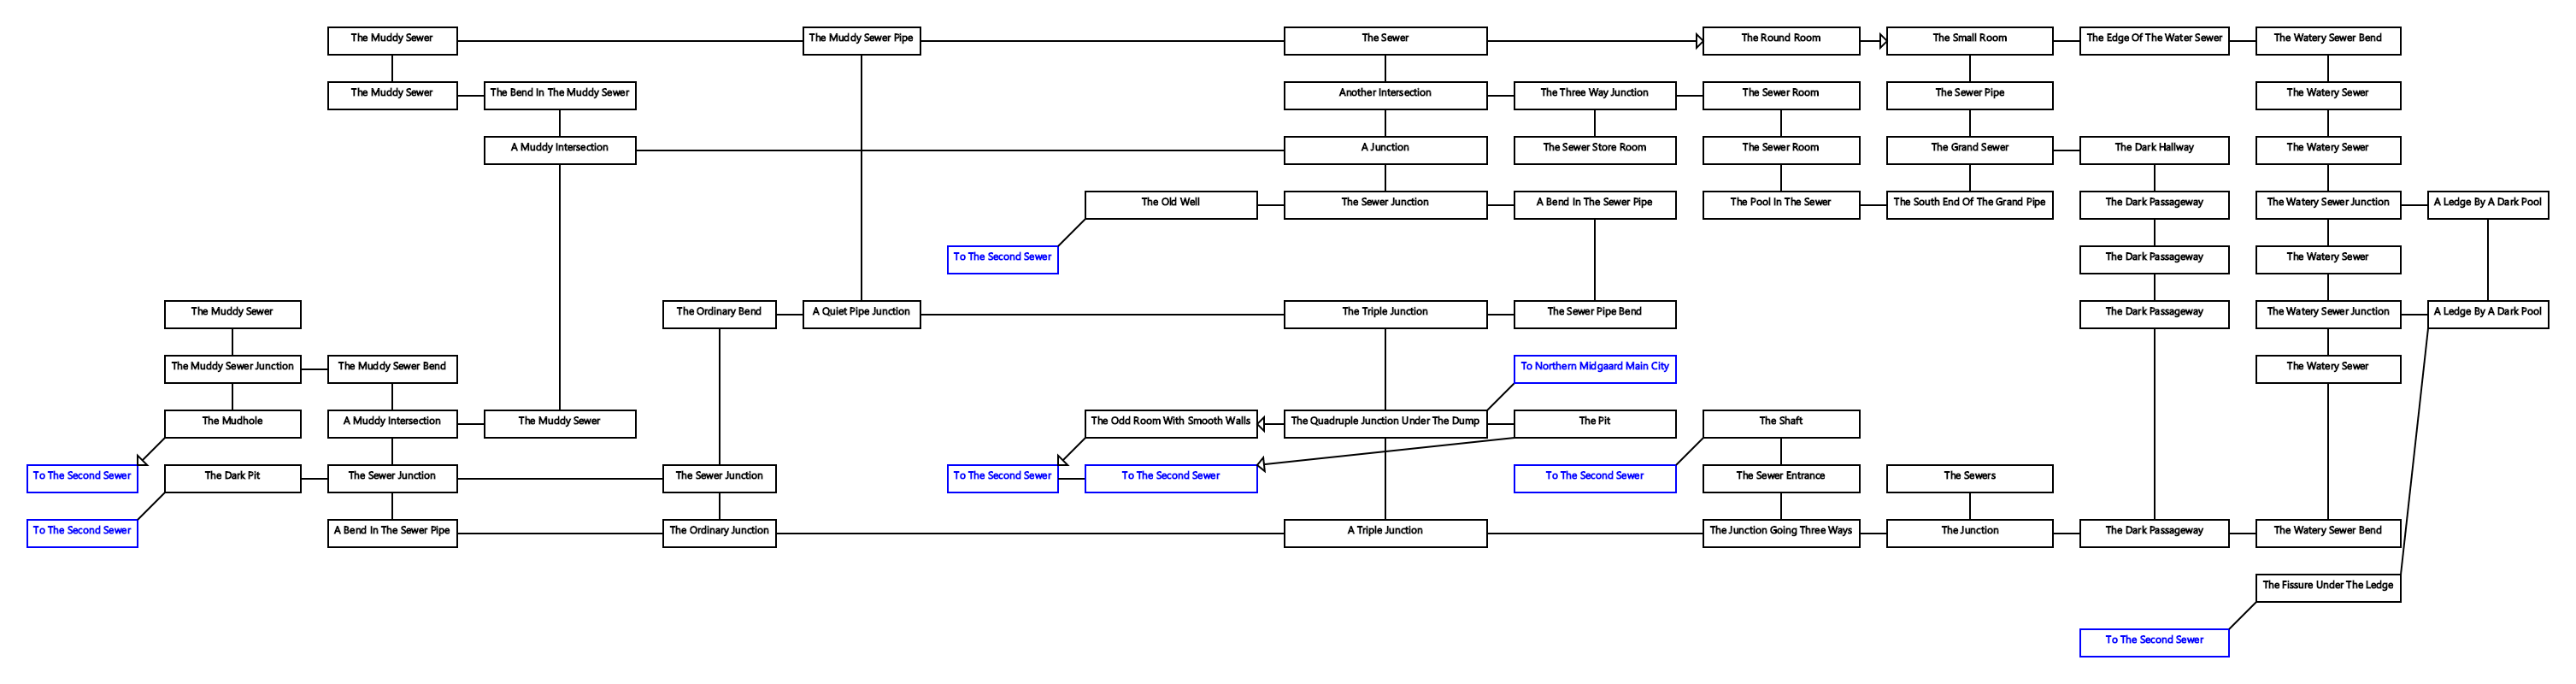 The Muddy Sewer
The Muddy Sewer Pipe
The Sewer
The Round Room
The Small Room
The Edge Of The Water Sewer
The Watery Sewer Bend
The Muddy Sewer
The Bend In The Muddy Sewer
Another Intersection
The Three Way Junction
The Sewer Room
The Sewer Pipe
The Watery Sewer
A Muddy Intersection
A Junction
The Sewer Store Room
The Sewer Room
The Grand Sewer
The Dark Hallway
The Watery Sewer
The Old Well
The Sewer Junction
A Bend In The Sewer Pipe
The Pool In The Sewer
The South End Of The Grand Pipe
The Dark Passageway
The Watery Sewer Junction
A Ledge By A Dark Pool
To The Second Sewer
The Dark Passageway
The Watery Sewer
The Muddy Sewer
The Ordinary Bend
A Quiet Pipe Junction
The Triple Junction
The Sewer Pipe Bend
The Dark Passageway
The Watery Sewer Junction
A Ledge By A Dark Pool
The Muddy Sewer Junction
The Muddy Sewer Bend
To Northern Midgaard Main City
The Watery Sewer
The Mudhole
A Muddy Intersection
The Muddy Sewer
The Odd Room With Smooth Walls
The Quadruple Junction Under The Dump
The Pit
The Shaft
To The Second Sewer
The Dark Pit
The Sewer Junction
The Sewer Junction
To The Second Sewer
To The Second Sewer
To The Second Sewer
The Sewer Entrance
The Sewers
To The Second Sewer
A Bend In The Sewer Pipe
The Ordinary Junction
A Triple Junction
The Junction Going Three Ways
The Junction
The Dark Passageway
The Watery Sewer Bend
The Fissure Under The Ledge
To The Second Sewer